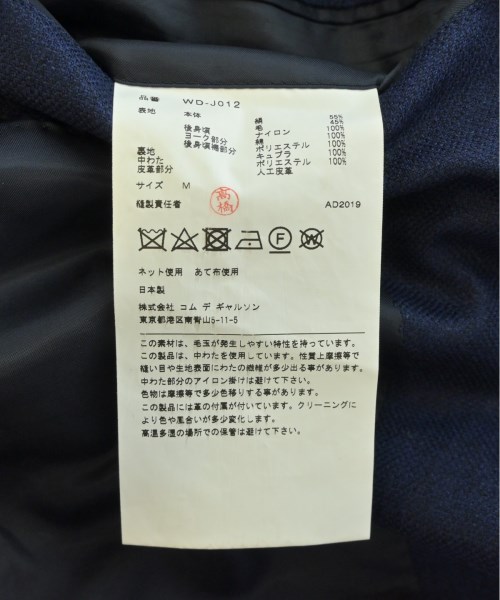 品番 WD-J012
表地 本体 絹 55%
毛 45%
後身頃 ナイロン 100%
ヨーク部分 綿 100%
後身頃裾部分 ポリエステル 100%
裏地 キュプラ 100%
中わた ポリエステル 100%
皮革部分 人工皮革
サイズ M
縫製責任者 高橋 AD2019
F
W
ネット使用 あて布使用
日本製
株式会社 コム デ ギャルソン
東京都港区南青山5-11-5
この素材は、毛玉が発生しやすい特性を持っています。
この製品は、中わたを使用しています。性質上摩擦等で
縫い目や生地表面にわたの繊維が多少出る事があります。
中わた部分のアイロン掛けは避けて下さい。
色物は摩擦等で多少色移りする事があります。
この製品には革の付属が付いています。クリーニングに
より色や風合いが多少変化します。
高温多湿の場所での保管は避けて下さい。